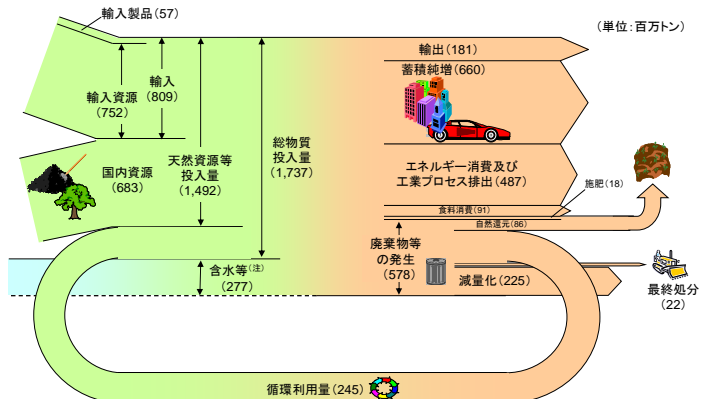 輸入製品(57)
(単位:百万トン)
輸出(181)
蓄積純増(660)
輸入資源
(752)
輸入
(809)
総物質
投入量
(1,737)
国内資源
(683)
天然資源等
投入量
(1,492)
エネルギー消費及び
工業プロセス排出(487)
施肥(18)
食料消費(91)
自然還元(86)
廃棄物等
の発生
(578)
含水等(注)
(277)
減量化(225)
最終処分
(22)
循環利用量(245)